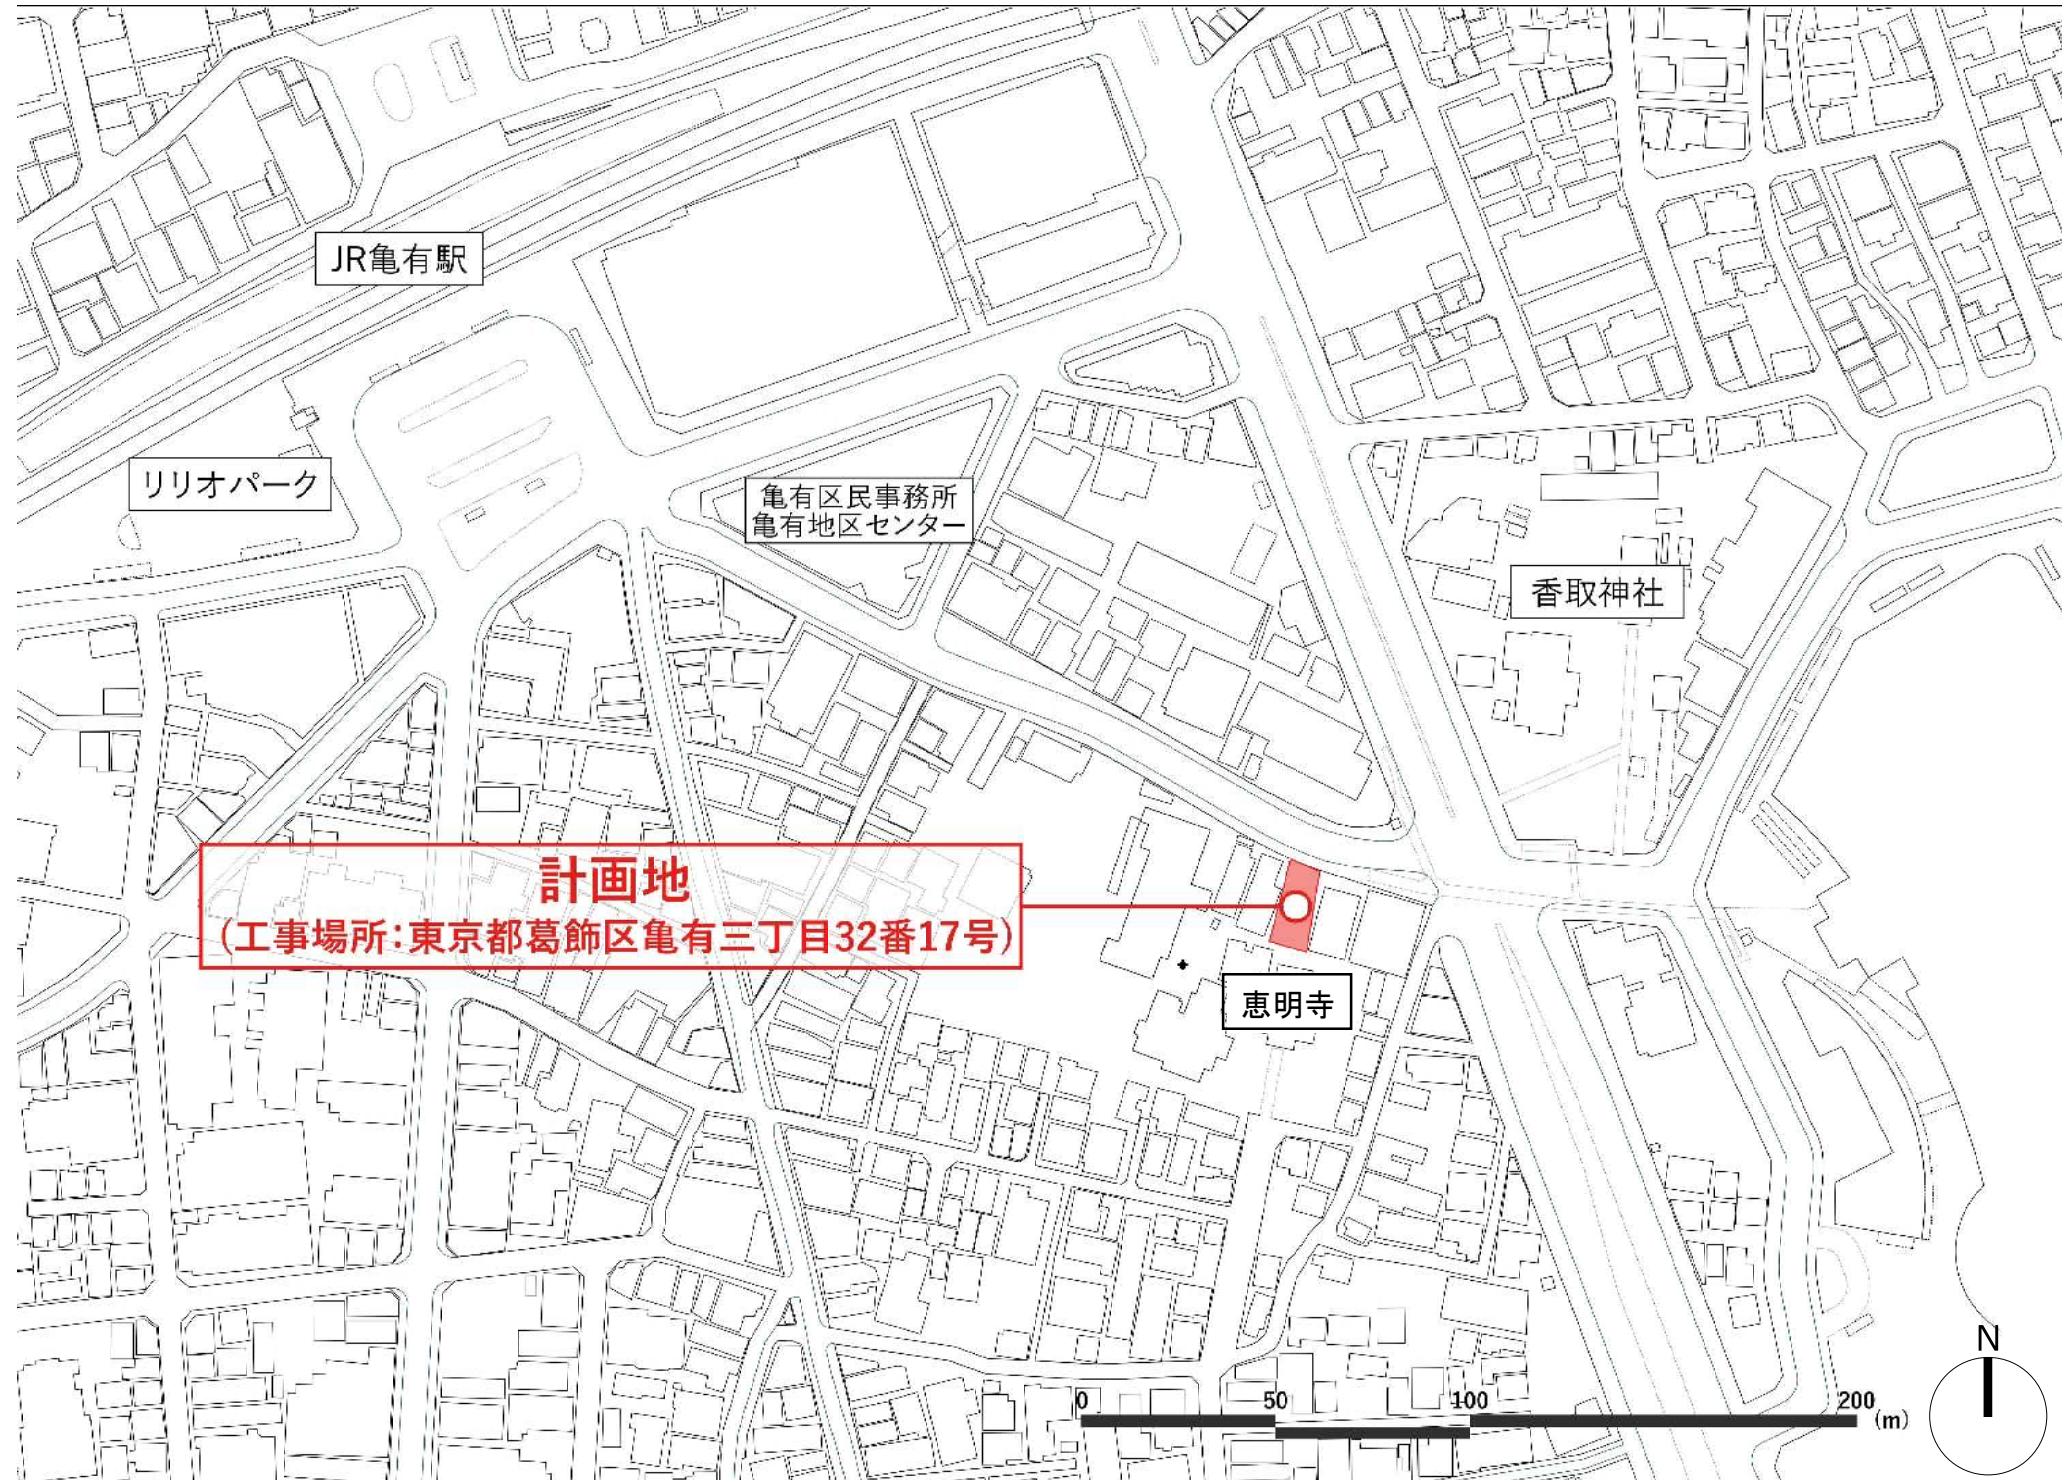 JR亀有駅
リリオパーク
亀有区民事務所
亀有地区センター
香取神社
計画地
(工事場所：東京都葛飾区亀有三丁目32番17号)
恵明寺
N
0 50 100 200
(m)